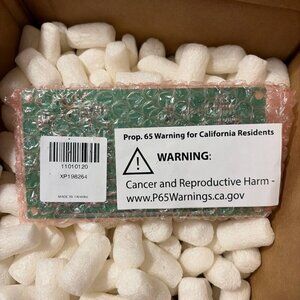 Prop. 65 Warning for California Residents
WARNING:
Cancer and Reproductive Harm -
www.P65Warnings.ca.gov
11010120
XP198264